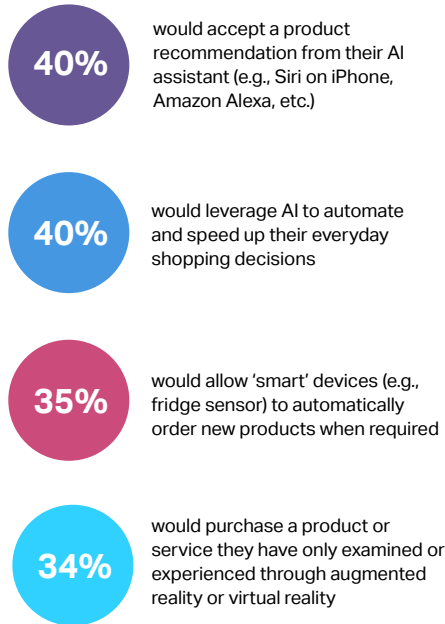 40%
would accept a product
recommendation from their AI
assistant (e.g., Siri on iPhone,
Amazon Alexa, etc.)
40%
would leverage AI to automate
and speed up their everyday
shopping decisions
35%
would allow ‘smart’ devices (e.g.,
fridge sensor) to automatically
order new products when required
34%
would purchase a product or
service they have only examined or
experienced through augmented
reality or virtual reality